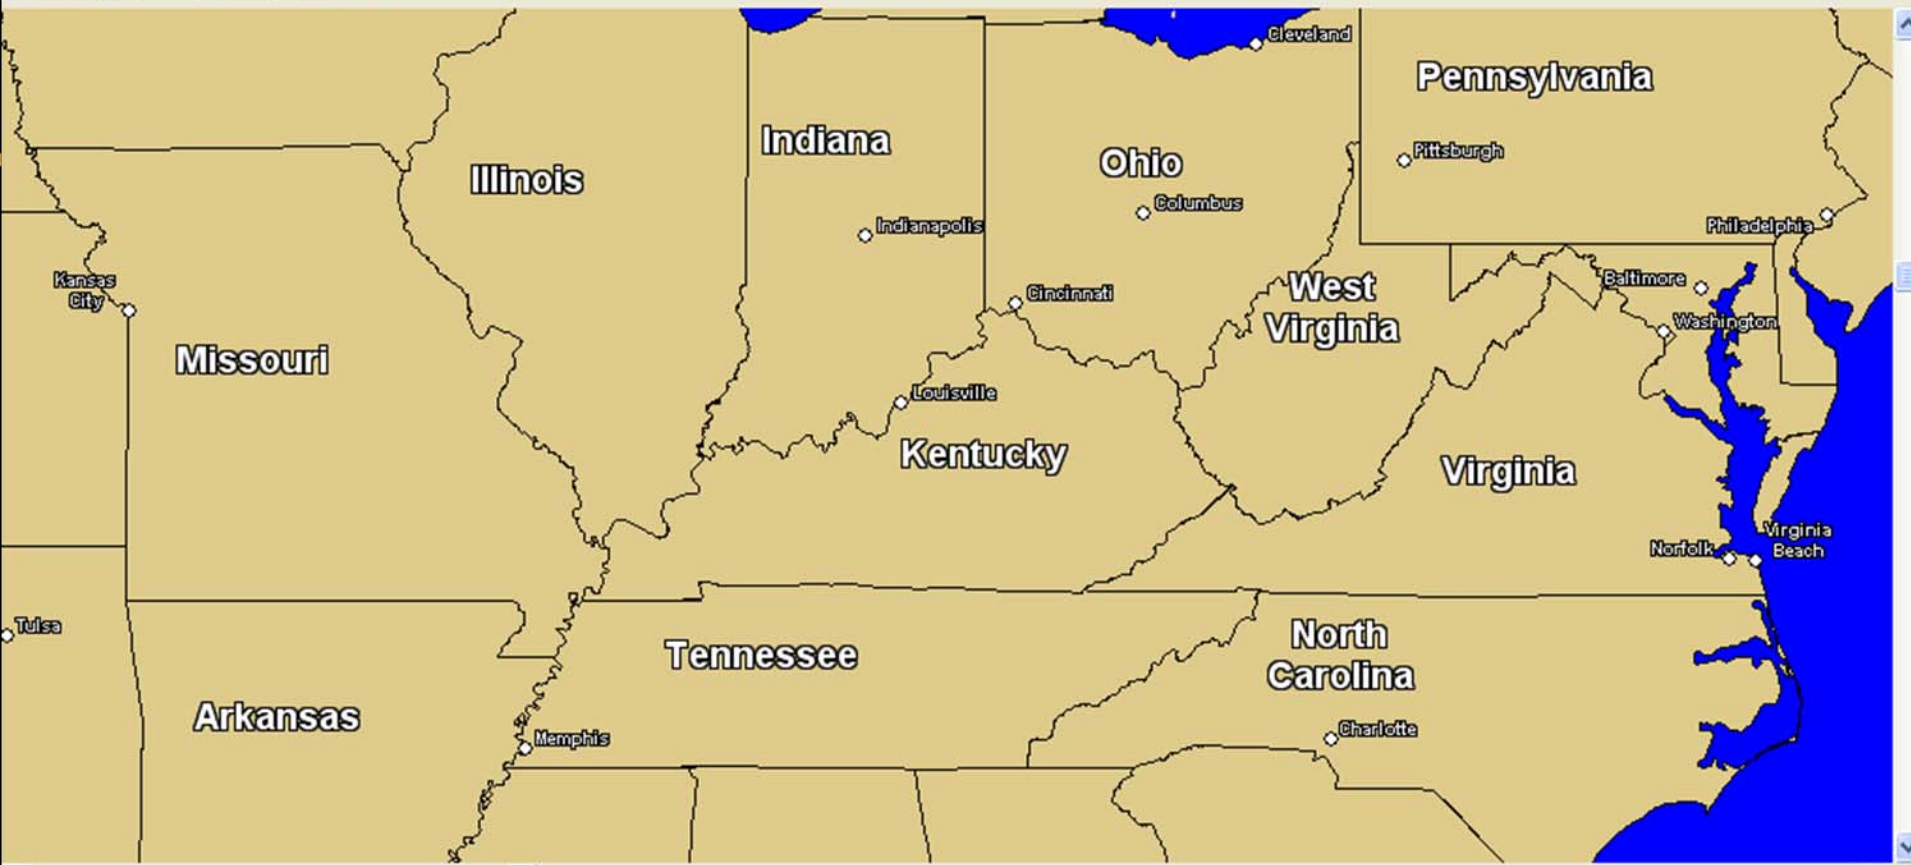 Cleveland
Pennsylvania
Indiana
Pittsburgh
Ohio
Illinois
Columbus
Indianapolis
Philadelphia
Kansas
City
Baltimore
West
Virginia
Cincinnati
Washington
Missouri
Louisville
Kentucky
Virginia
Virginia
Beach
Norfolk
Tulsa
North
Carolina
Tennessee
Arkansas
Charlotte
Memphis